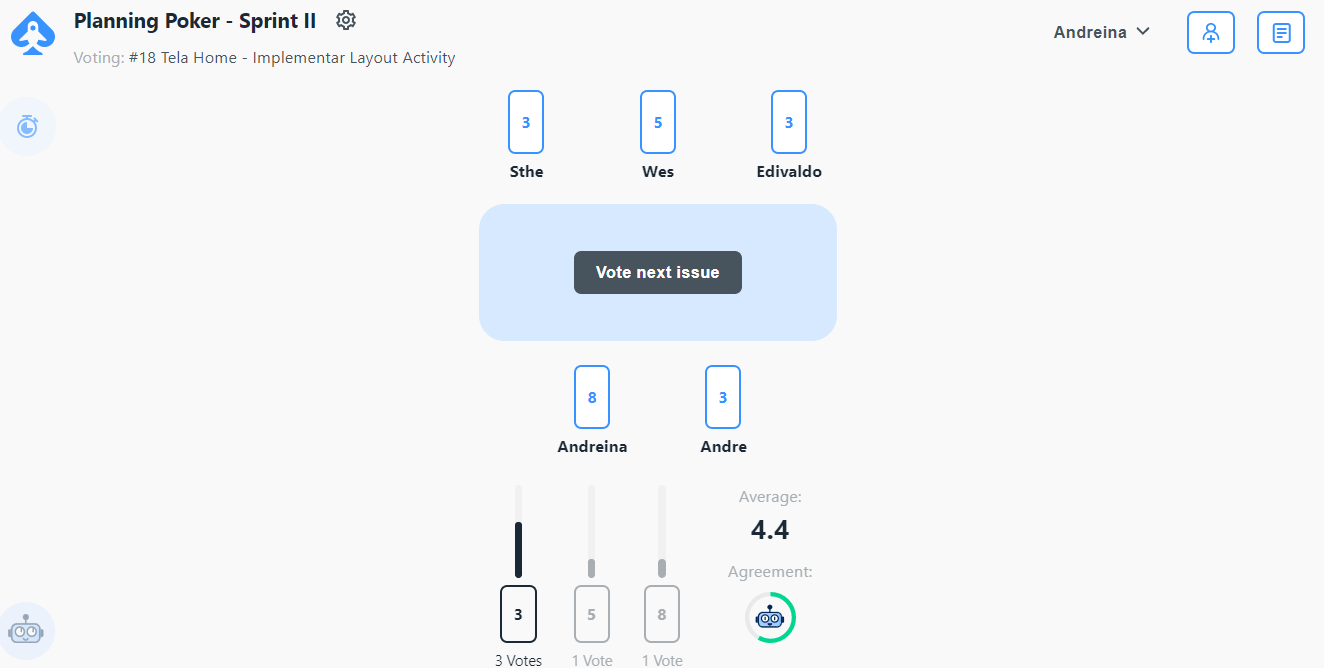 Planning Poker - Sprint II
Andreina
Voting: #18 Tela Home - Implementar Layout Activity
3 5 3
Sthe Wes Edivaldo
Vote next issue
8 3
Andreina Andre
Average:
4.4
Agreement:
3 5 8
3 Votes 1 Vote 1 Vote